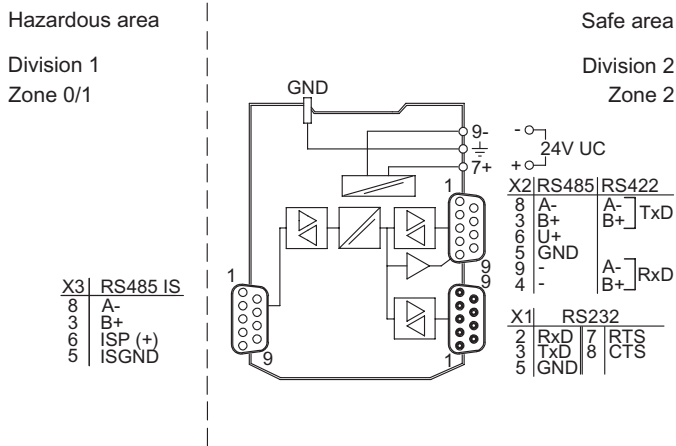 Hazardous area
Safe area
Division 1
Division 2
Zone 0/1
Zone 2
GND
9-
7+
-
+
24V UC
1
9
9
1
X2 RS485 RS422
8 A- A- TxD
3 B+ B+
6 U+
5 GND
9 - A- RxD
4 - B+
X1 RS232
2 RxD 7 RTS
3 TxD 8 CTS
5 GND
1
9
X3 RS485 IS
8 A-
3 B+
6 ISP (+)
5 ISGND